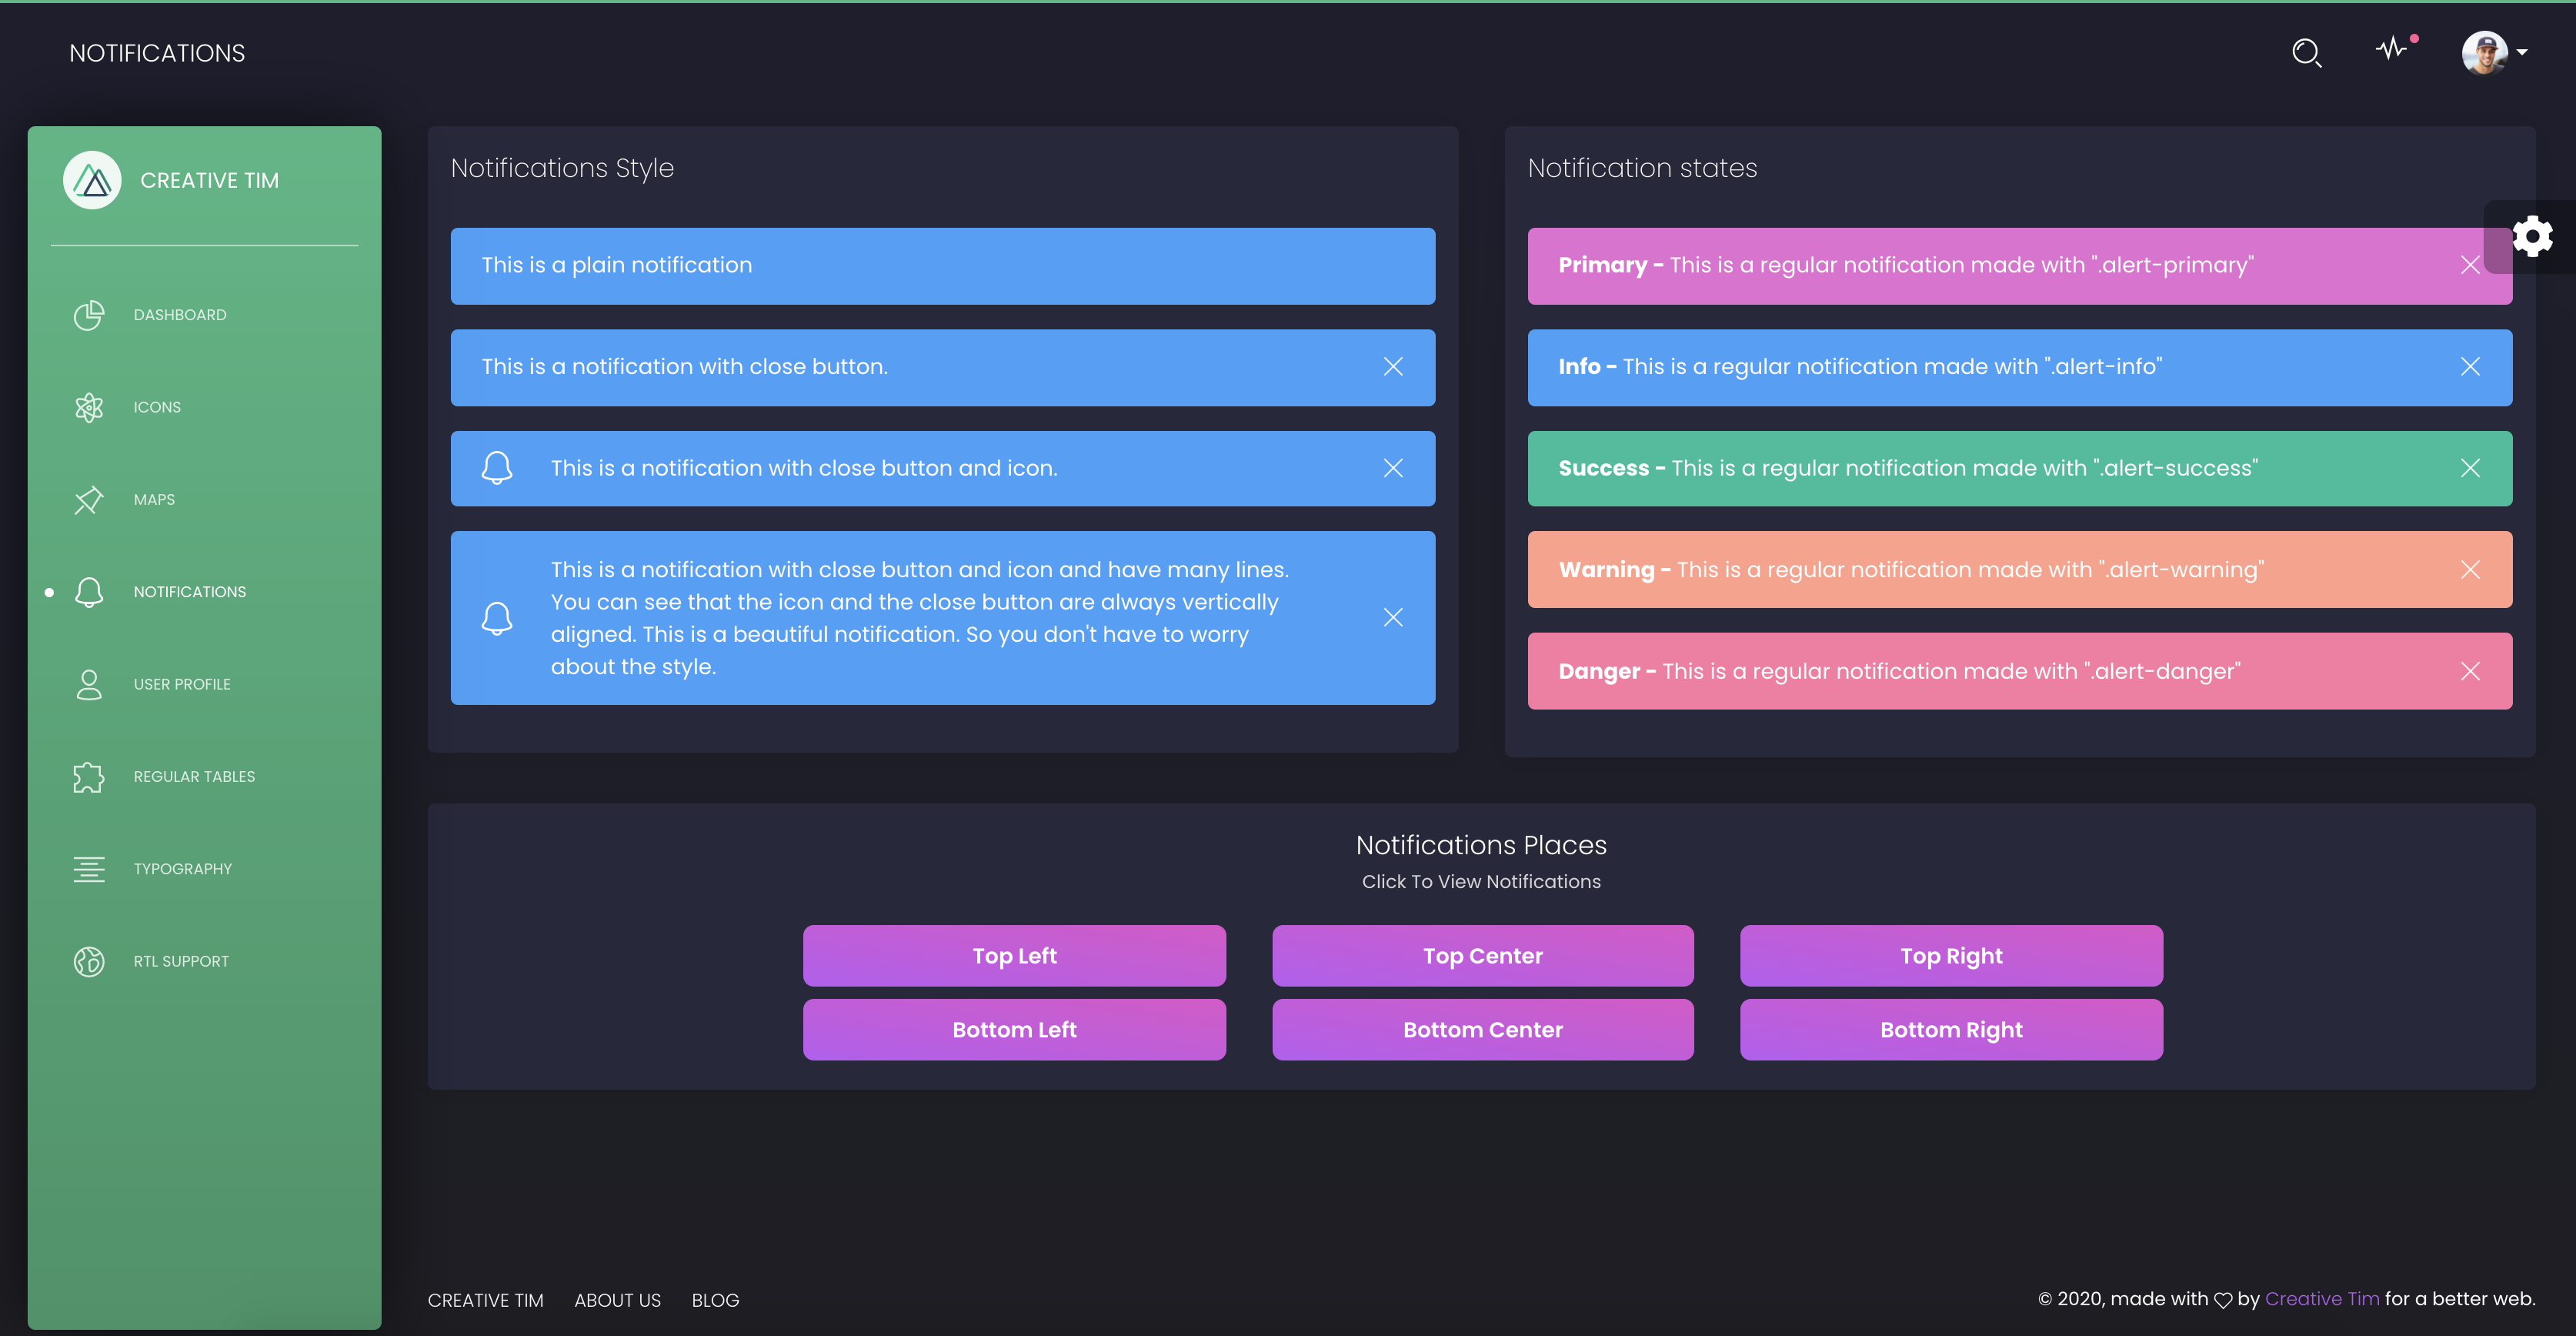 NOTIFICATIONS
CREATIVE TIM
DASHBOARD
ICONS
MAPS
NOTIFICATIONS
USER PROFILE
REGULAR TABLES
TYPOGRAPHY
RTL SUPPORT
Notifications Style
This is a plain notification
This is a notification with close button.
This is a notification with close button and icon.
This is a notification with close button and icon and have many lines.
You can see that the icon and the close button are always vertically
aligned. This is a beautiful notification. So you don't have to worry
about the style.
Notification states
Primary - This is a regular notification made with ".alert-primary"
Info - This is a regular notification made with ".alert-info"
Success - This is a regular notification made with ".alert-success"
Warning - This is a regular notification made with ".alert-warning"
Danger - This is a regular notification made with ".alert-danger"
Notifications Places
Click To View Notifications
Top Left
Top Center
Top Right
Bottom Left
Bottom Center
Bottom Right
CREATIVE TIM ABOUT US BLOG
© 2020, made with ♡ by Creative Tim for a better web.